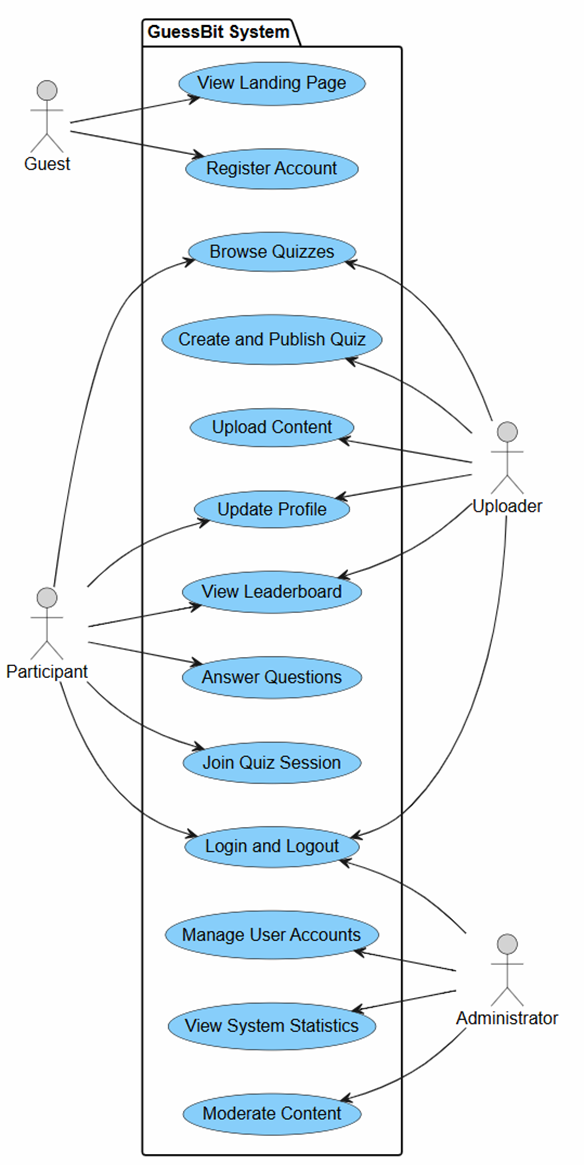 GuessBit System
View Landing Page
Guest
Register Account
Browse Quizzes
Create and Publish Quiz
Upload Content
Uploader
Update Profile
View Leaderboard
Participant
Answer Questions
Join Quiz Session
Login and Logout
Manage User Accounts
Administrator
View System Statistics
Moderate Content